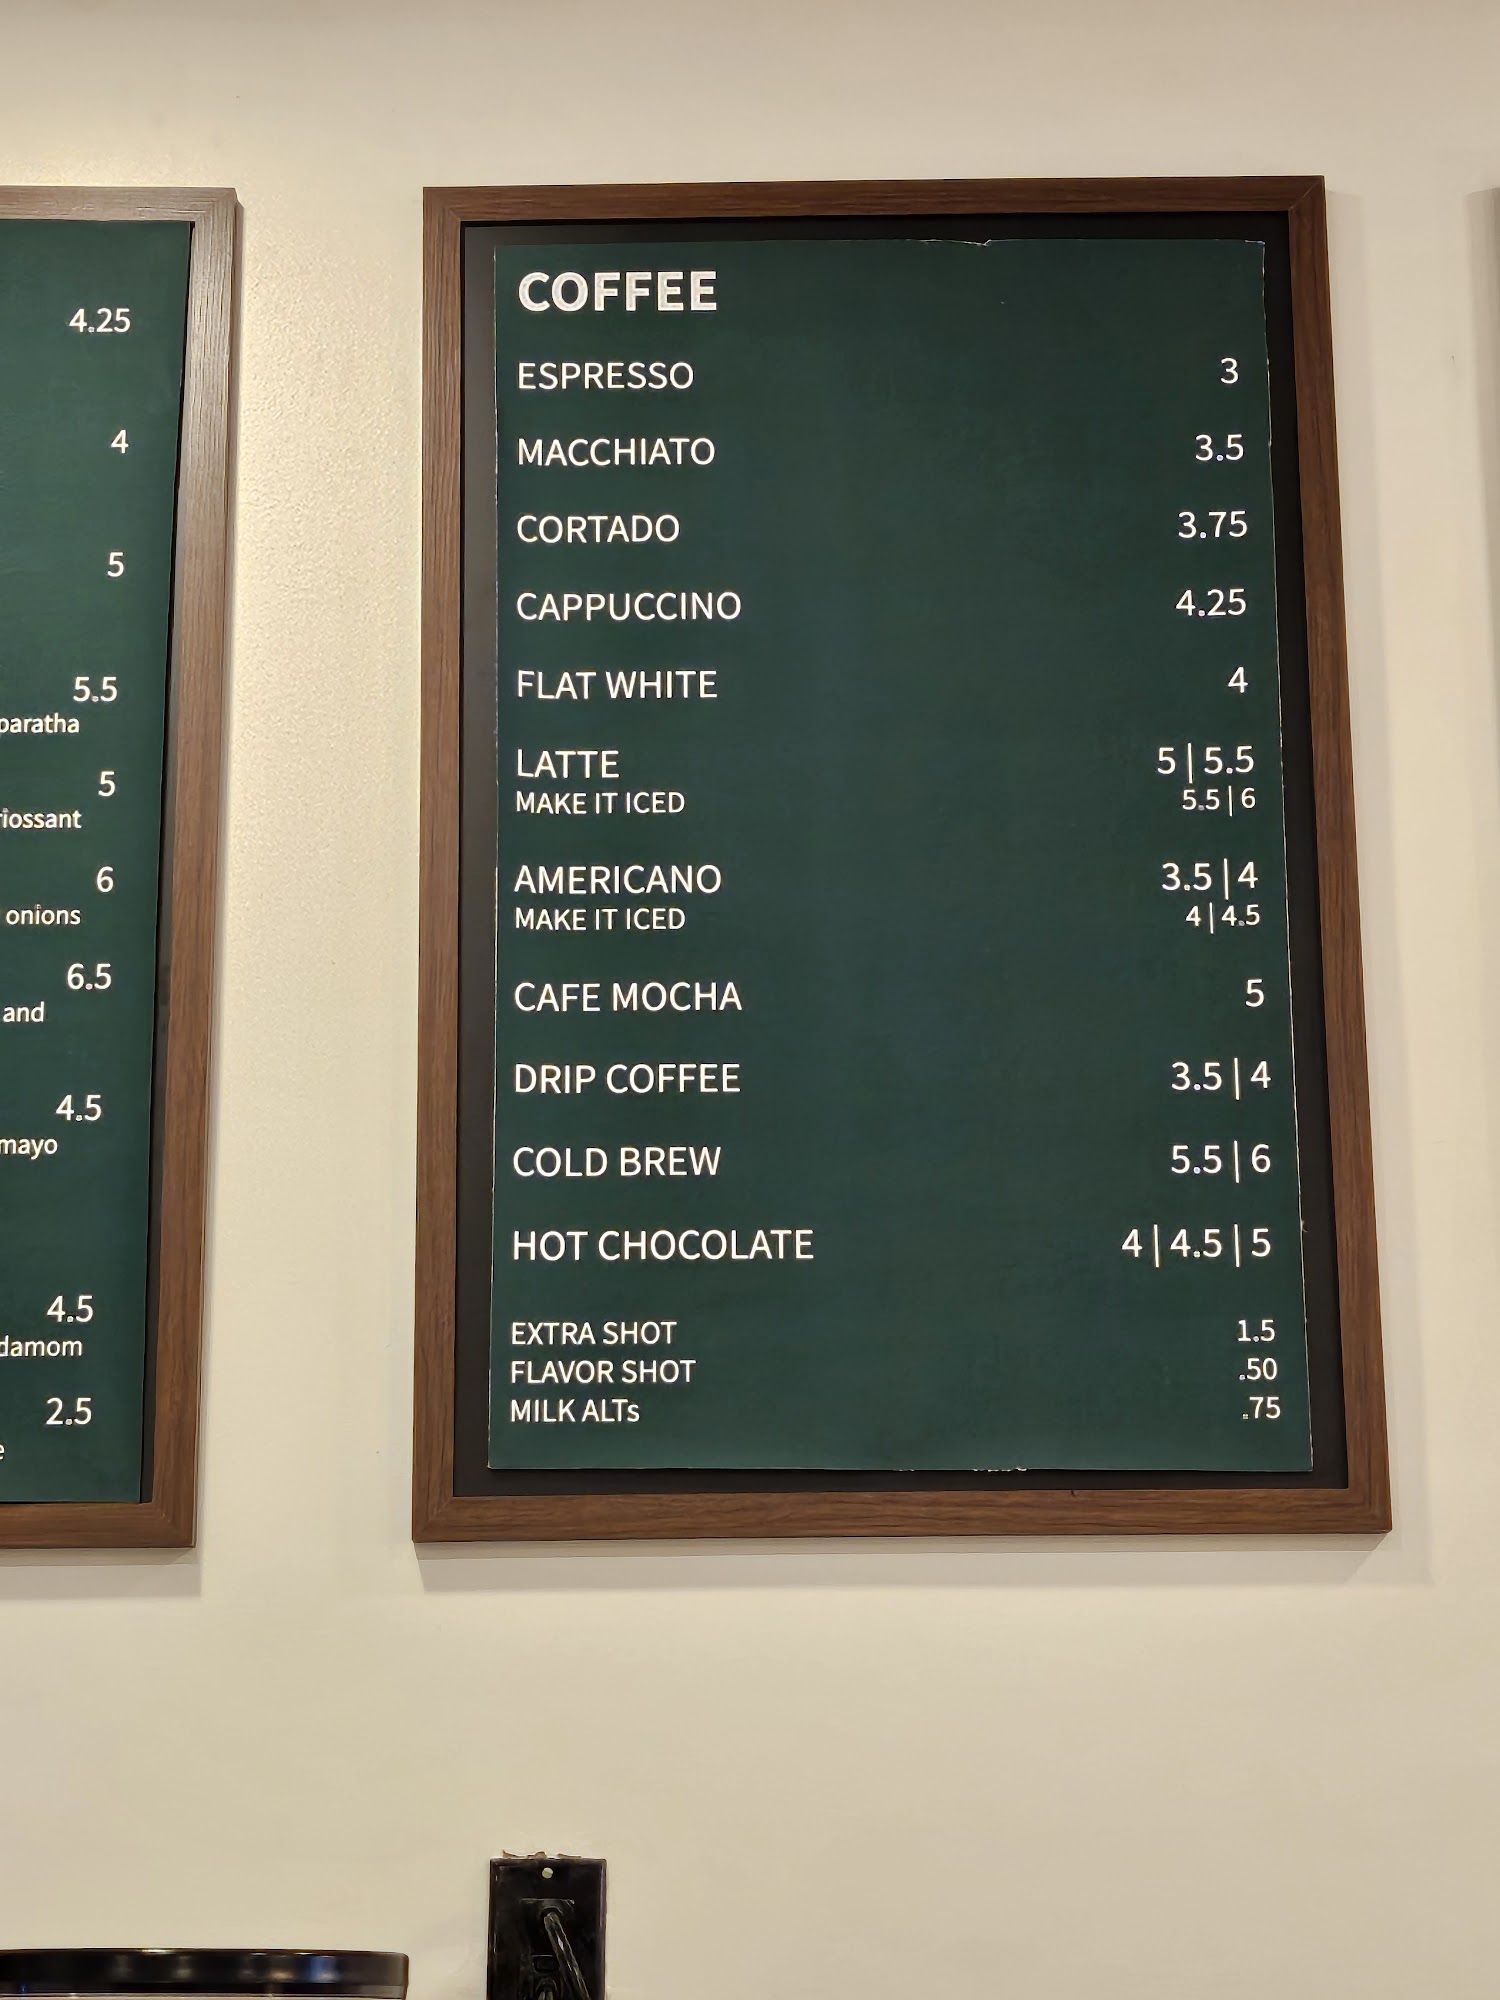 4.25
4
5
5.5
paratha
5
riossant
6
onions
6.5
and
4.5
mayo
4.5
damom
2.5
e
COFFEE
ESPRESSO 3
MACCHIATO 3.5
CORTADO 3.75
CAPPUCCINO 4.25
FLAT WHITE 4
LATTE 5 | 5.5
MAKE IT ICED 5.5 | 6
AMERICANO 3.5 | 4
MAKE IT ICED 4 | 4.5
CAFE MOCHA 5
DRIP COFFEE 3.5 | 4
COLD BREW 5.5 | 6
HOT CHOCOLATE 4 | 4.5 | 5
EXTRA SHOT 1.5
FLAVOR SHOT .50
MILK ALTs .75